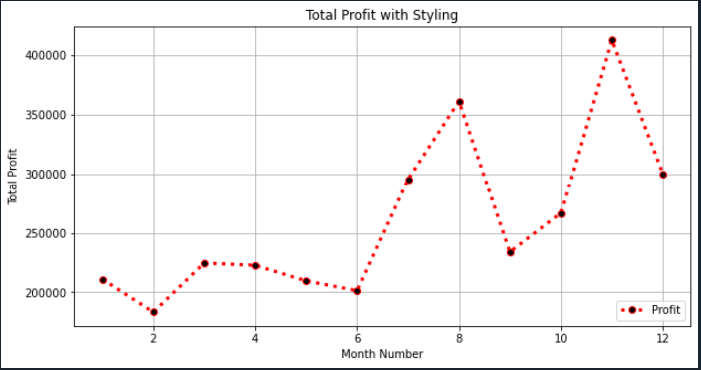 Total Profit with Styling
400000
350000
300000
250000
200000
Total Profit
2 4 6 8 10 12
Month Number
Profit